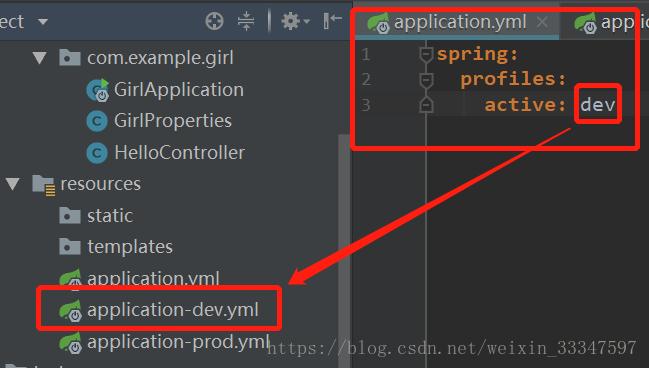 ect
application.yml
applic
com.example.girl
GirlApplication
GirlProperties
HelloController
resources
static
templates
application.yml
application-dev.yml
application-prod.yml
1 spring:
2 profiles:
3 active: dev
https://blog.csdn.net/weixin_33347597